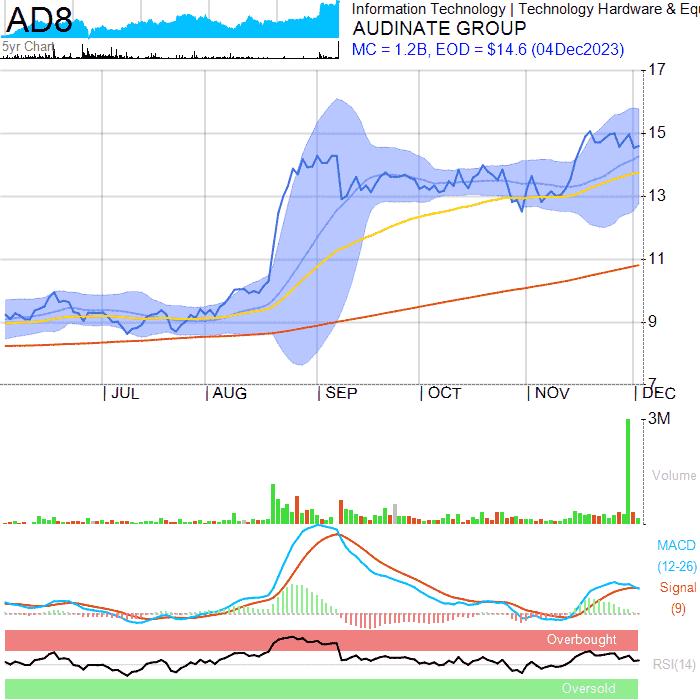 AD8
5yr Chart
Information Technology | Technology Hardware & Equ
AUDINATE GROUP
MC = 1.2B, EOD = $14.6 (04Dec2023)
17
15
13
11
9
7
| JUL | AUG | SEP | OCT | NOV | DEC
3M
Volume
MACD
(12-26)
Signal
(9)
Overbought
RSI(14)
Oversold